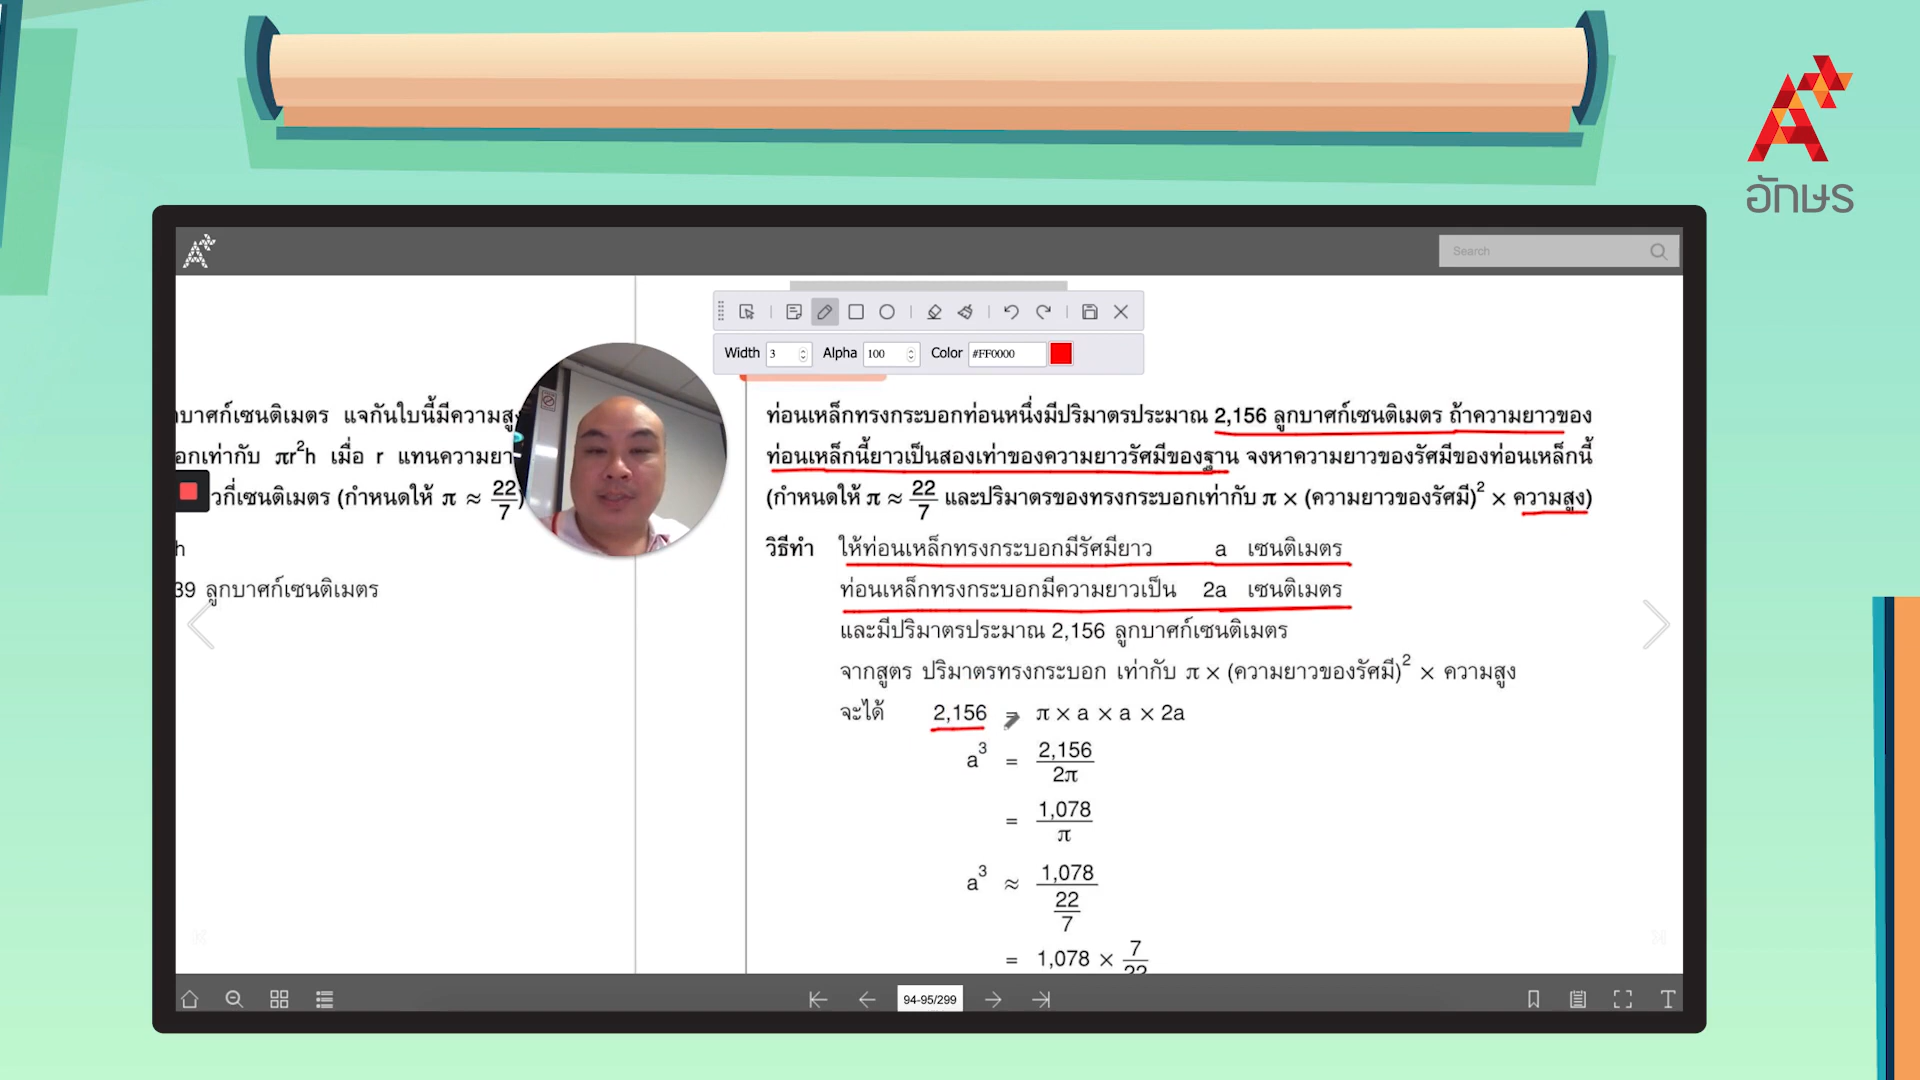 อักษร
Search
Width 3 Alpha 100 Color #FF0000
กบาศก์เซนติเมตร แจกันใบนี้มีความสูง
อกเท่ากับ πr²h เมื่อ r แทนความยา
วกี่เซนติเมตร (กำหนดให้ π ≈ 22/7)
h
39 ลูกบาศก์เซนติเมตร
ท่อนเหล็กทรงกระบอกท่อนหนึ่งมีปริมาตรประมาณ 2,156 ลูกบาศก์เซนติเมตร ถ้าความยาวของ
ท่อนเหล็กนี้ยาวเป็นสองเท่าของความยาวรัศมีของฐาน จงหาความยาวของรัศมีของท่อนเหล็กนี้
(กำหนดให้ π ≈ 22/7 และปริมาตรของทรงกระบอกเท่ากับ π × (ความยาวของรัศมี)² × ความสูง)
วิธีทำ ให้ท่อนเหล็กทรงกระบอกมีรัศมียาว a เซนติเมตร
ท่อนเหล็กทรงกระบอกมีความยาวเป็น 2a เซนติเมตร
และมีปริมาตรประมาณ 2,156 ลูกบาศก์เซนติเมตร
จากสูตร ปริมาตรทรงกระบอก เท่ากับ π × (ความยาวของรัศมี)² × ความสูง
จะได้ 2,156 = π × a × a × 2a
a³ = 2,156/2π
= 1,078/π
a³ ≈ 1,078/(22/7)
= 1,078 × 7/22
94-95/299